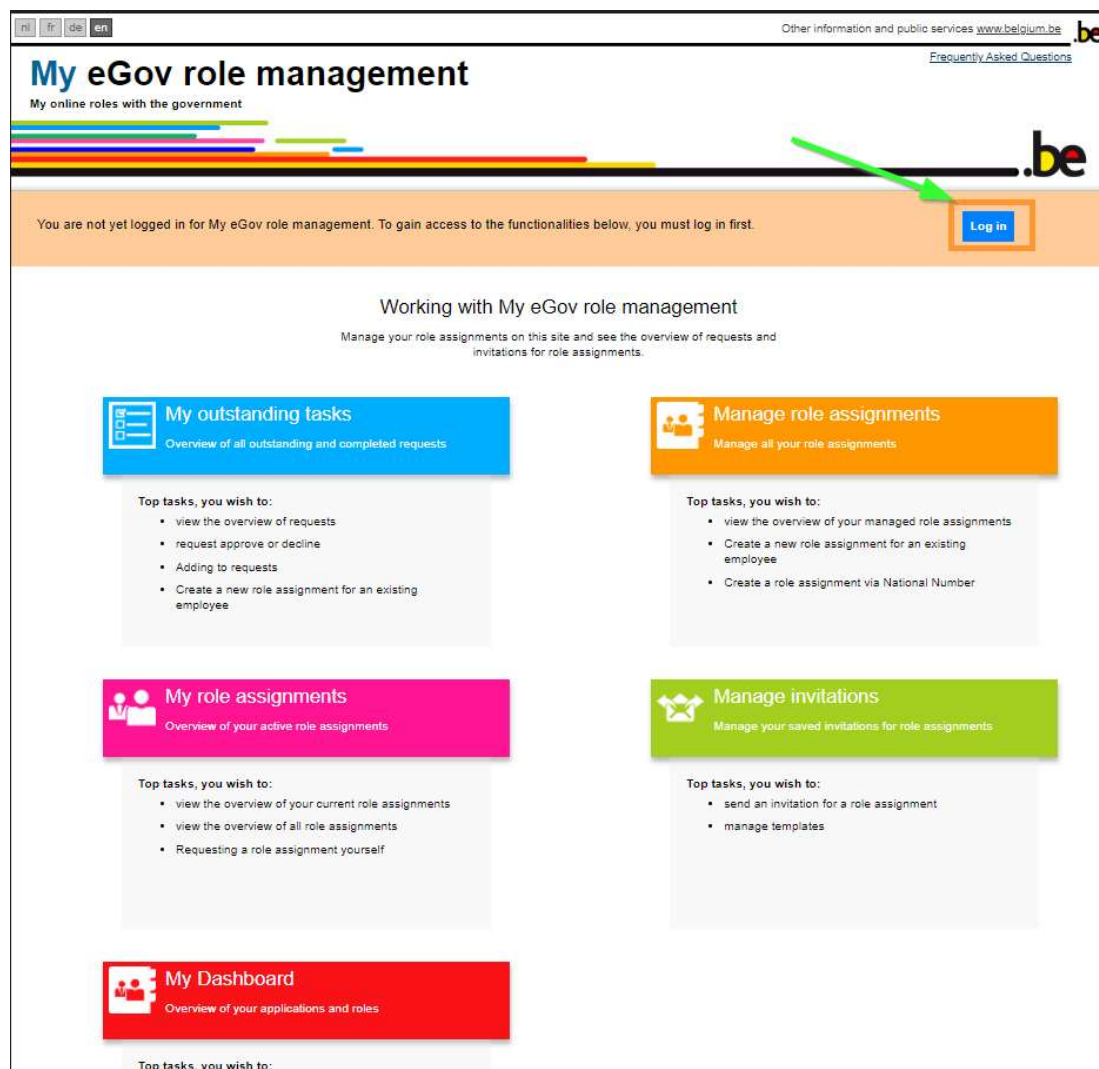 nl fr de en
Other information and public services www.belgium.be
.be
Frequently Asked Questions
My eGov role management
My online roles with the government
.be
You are not yet logged in for My eGov role management. To gain access to the functionalities below, you must log in first.
Log in
Working with My eGov role management
Manage your role assignments on this site and see the overview of requests and
invitations for role assignments.
My outstanding tasks
Overview of all outstanding and completed requests
Top tasks, you wish to:
view the overview of requests
request approve or decline
Adding to requests
Create a new role assignment for an existing
employee
Manage role assignments
Manage all your role assignments
Top tasks, you wish to:
view the overview of your managed role assignments
Create a new role assignment for an existing
employee
Create a role assignment via National Number
My role assignments
Overview of your active role assignments
Top tasks, you wish to:
view the overview of your current role assignments
view the overview of all role assignments
Requesting a role assignment yourself
Manage invitations
Manage your saved invitations for role assignments
Top tasks, you wish to:
send an invitation for a role assignment
manage templates
My Dashboard
Overview of your applications and roles
Top tasks, you wish to: